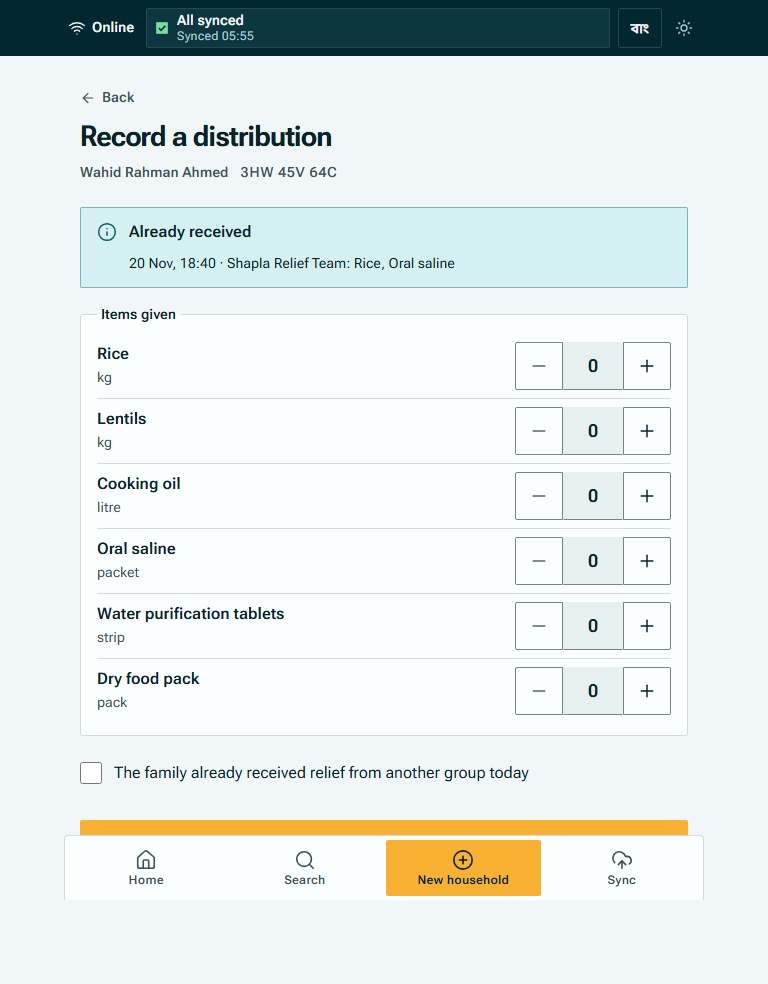 Online
All synced
Synced 05:55
বাং
Back
Record a distribution
Wahid Rahman Ahmed 3HW 45V 64C
Already received
20 Nov, 18:40 · Shapla Relief Team: Rice, Oral saline
Items given
Rice
kg
0
Lentils
kg
0
Cooking oil
litre
0
Oral saline
packet
0
Water purification tablets
strip
0
Dry food pack
pack
0
The family already received relief from another group today
Home
Search
New household
Sync